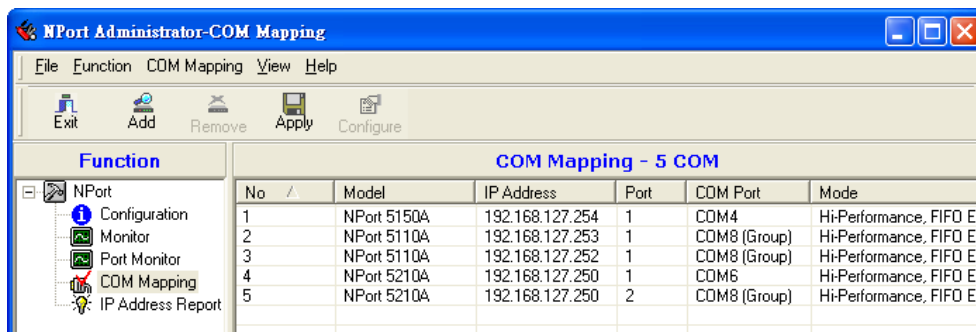 NPort Administrator-COM Mapping
File Function COM Mapping View Help
Exit Add Remove Apply Configure
Function
COM Mapping - 5 COM
NPort
Configuration
Monitor
Port Monitor
COM Mapping
IP Address Report
No Model IP Address Port COM Port Mode
1 NPort 5150A 192.168.127.254 1 COM4 Hi-Performance, FIFO E
2 NPort 5110A 192.168.127.253 1 COM8 (Group) Hi-Performance, FIFO E
3 NPort 5110A 192.168.127.252 1 COM8 (Group) Hi-Performance, FIFO E
4 NPort 5210A 192.168.127.250 1 COM6 Hi-Performance, FIFO E
5 NPort 5210A 192.168.127.250 2 COM8 (Group) Hi-Performance, FIFO E